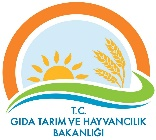 T.C.
GIDA TARIM VE HAYVANCILIK
BAKANLIĞI